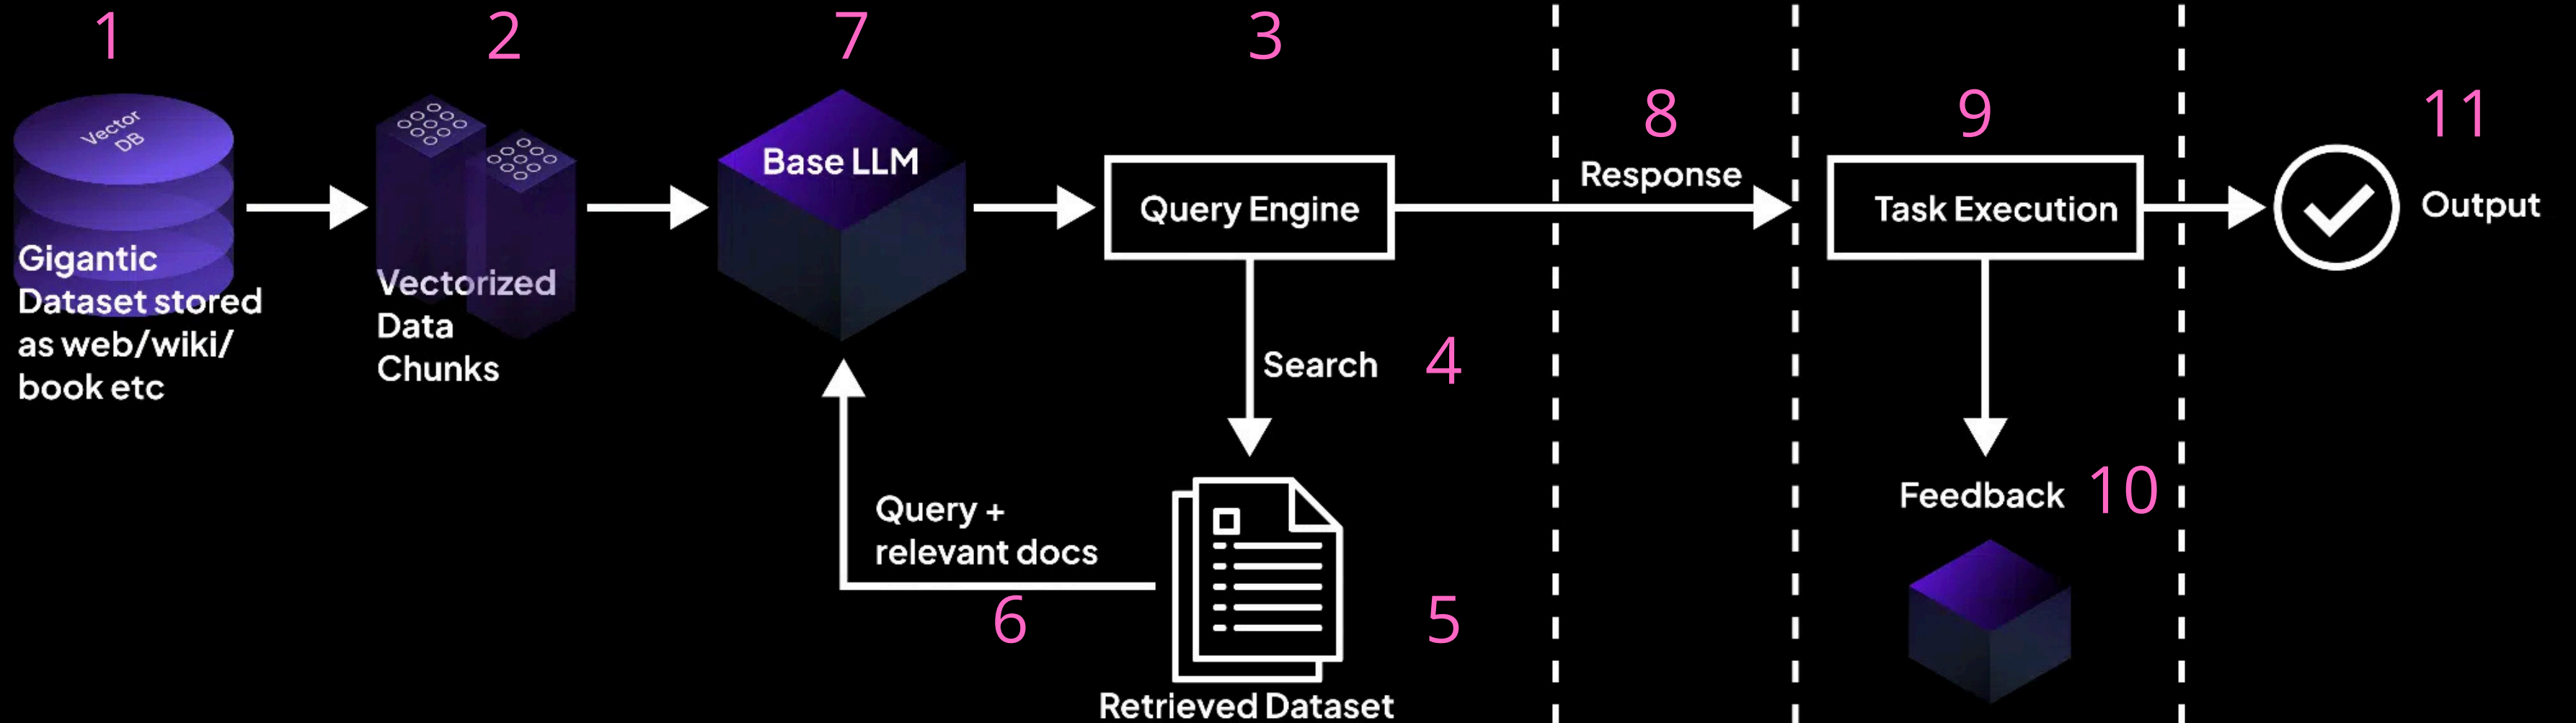 1
2
7
3
8
9
11
Vector
DB
Gigantic
Dataset stored
as web/wiki/
book etc
Vectorized
Data
Chunks
Base LLM
Query Engine
Response
Task Execution
Output
Search
4
Query +
relevant docs
6
5
Retrieved Dataset
Feedback
10